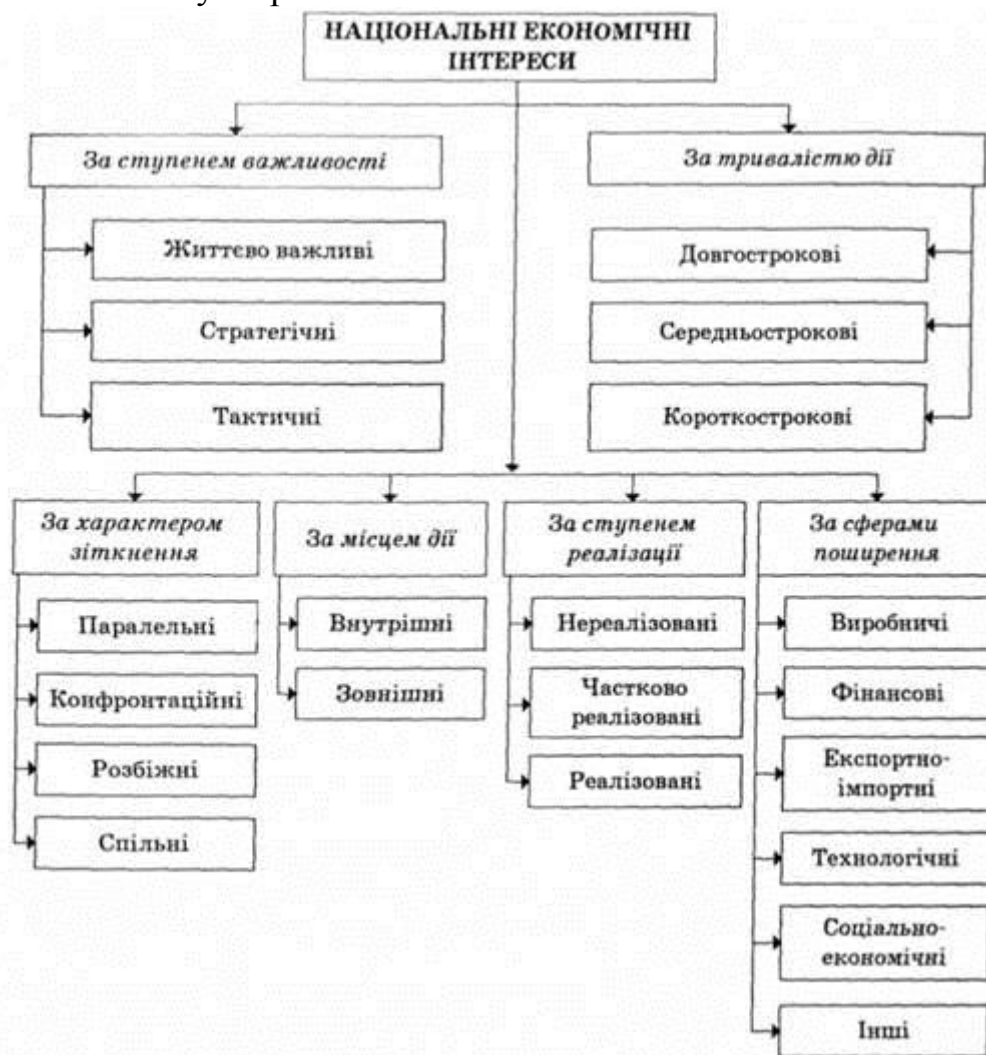 НАЦІОНАЛЬНІ ЕКОНОМІЧНІ
ІНТЕРЕСИ
За ступенем важливості
Життєво важливі
Стратегічні
Тактичні
За тривалістю дії
Довгострокові
Середньострокові
Короткострокові
За характером
зіткнення
Паралельні
Конфронтаційні
Розбіжні
Спільні
За місцем дії
Внутрішні
Зовнішні
За ступенем
реалізації
Нереалізовані
Частково
реалізовані
Реалізовані
За сферами
поширення
Виробничі
Фінансові
Експортно-
імпортні
Технологічні
Соціально-
економічні
Інші